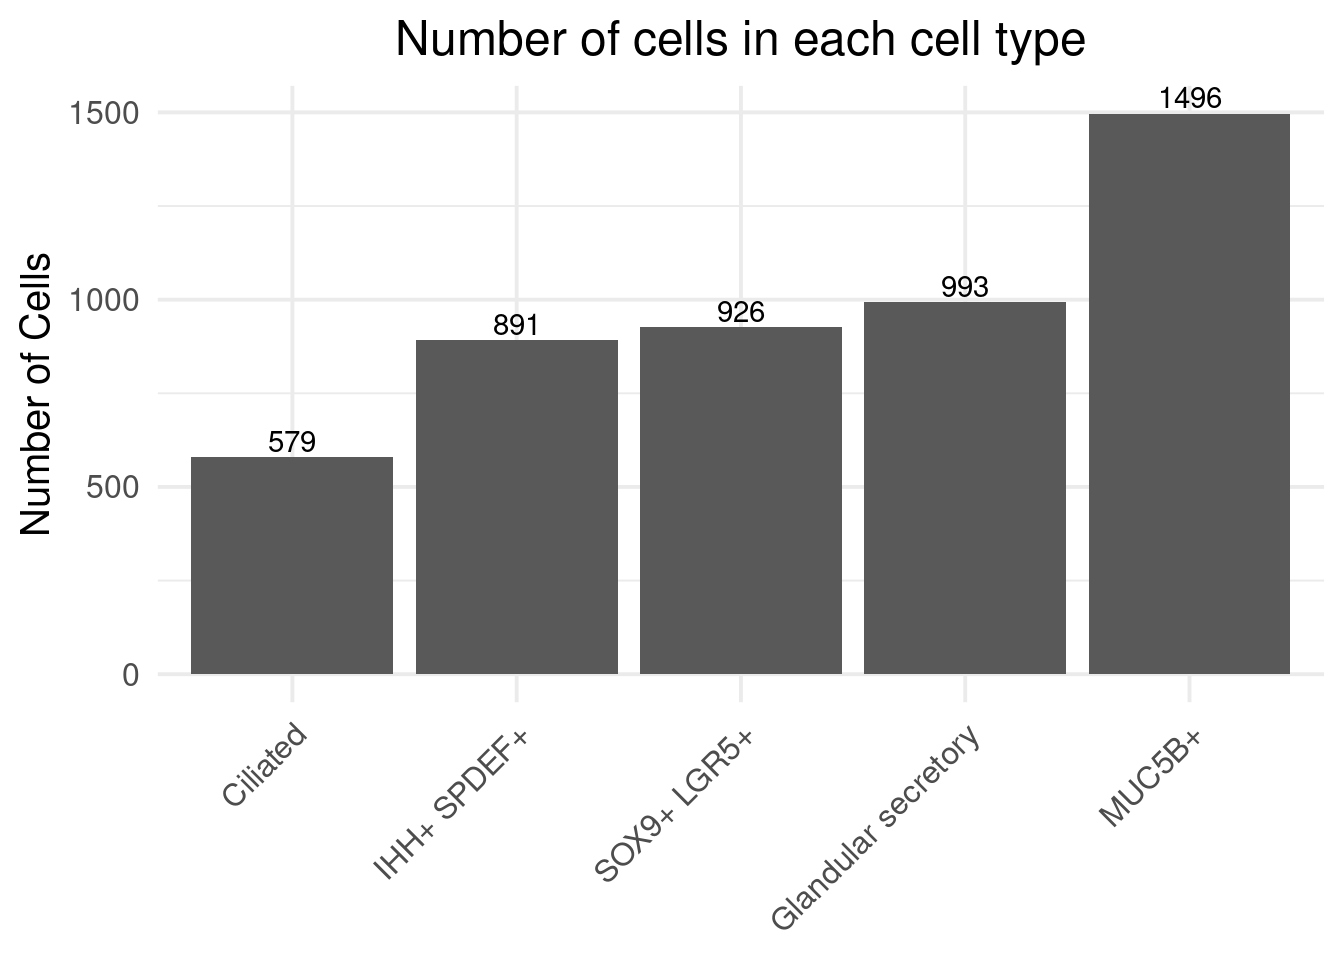 Number of cells in each cell type
Number of Cells
1500
1000
500
0
579
891
926
993
1496
Ciliated
IHH+ SPDEF+
SOX9+ LGR5+
Glandular secretory
MUC5B+